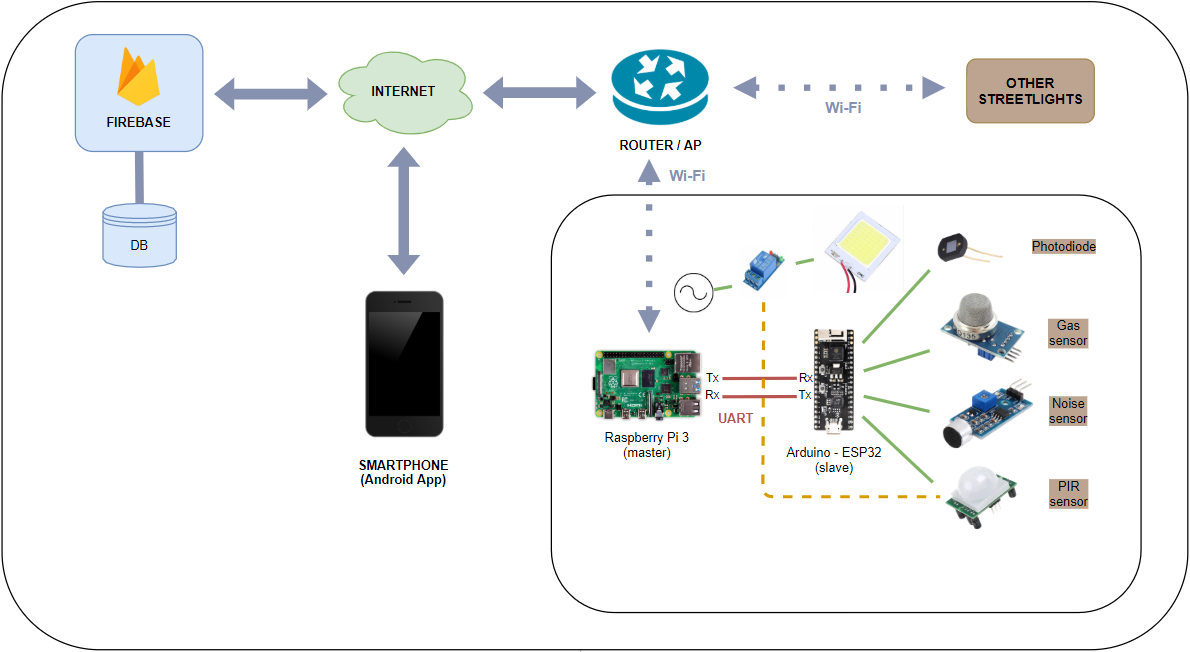 FIREBASE
DB
INTERNET
SMARTPHONE
(Android App)
ROUTER / AP
Wi-Fi
Wi-Fi
OTHER
STREETLIGHTS
Photodiode
Gas
sensor
Noise
sensor
PIR
sensor
Tx
Rx
Rx
Tx
UART
Raspberry Pi 3
(master)
Arduino - ESP32
(slave)